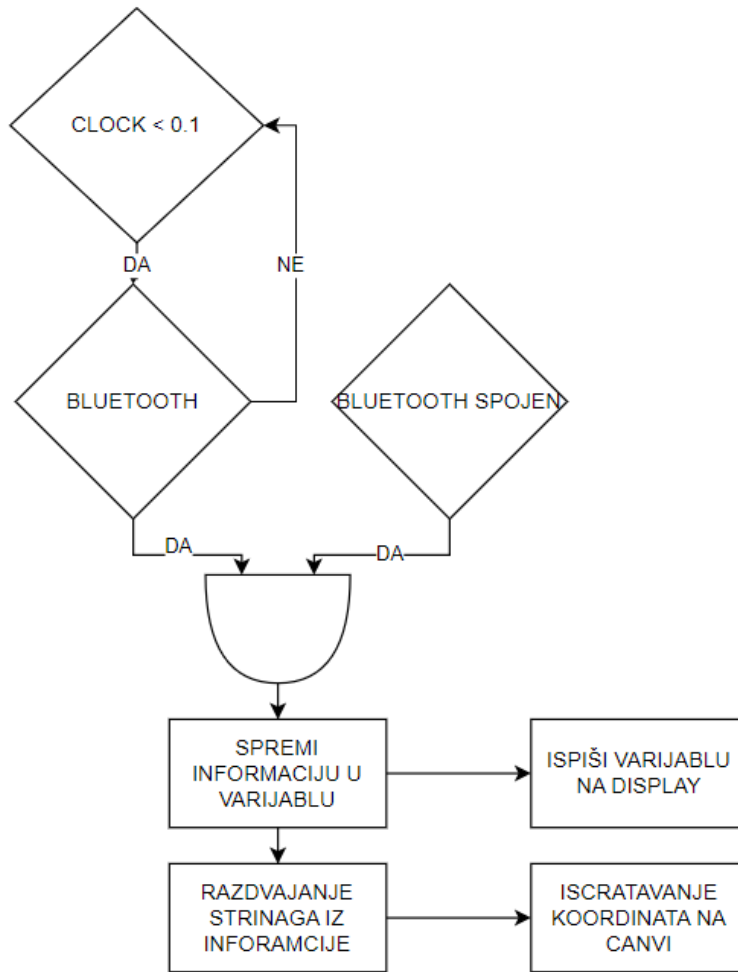 CLOCK < 0.1
DA
NE
BLUETOOTH
BLUETOOTH SPOJEN
DA
DA
SPREMI
INFORMACIJU U
VARIJABLU
ISPIŠI VARIJABLU
NA DISPLAY
RAZDVAJANJE
STRINAGA IZ
INFORAMCIJE
ISCRATAVANJE
KOORDINATA NA
CANVI